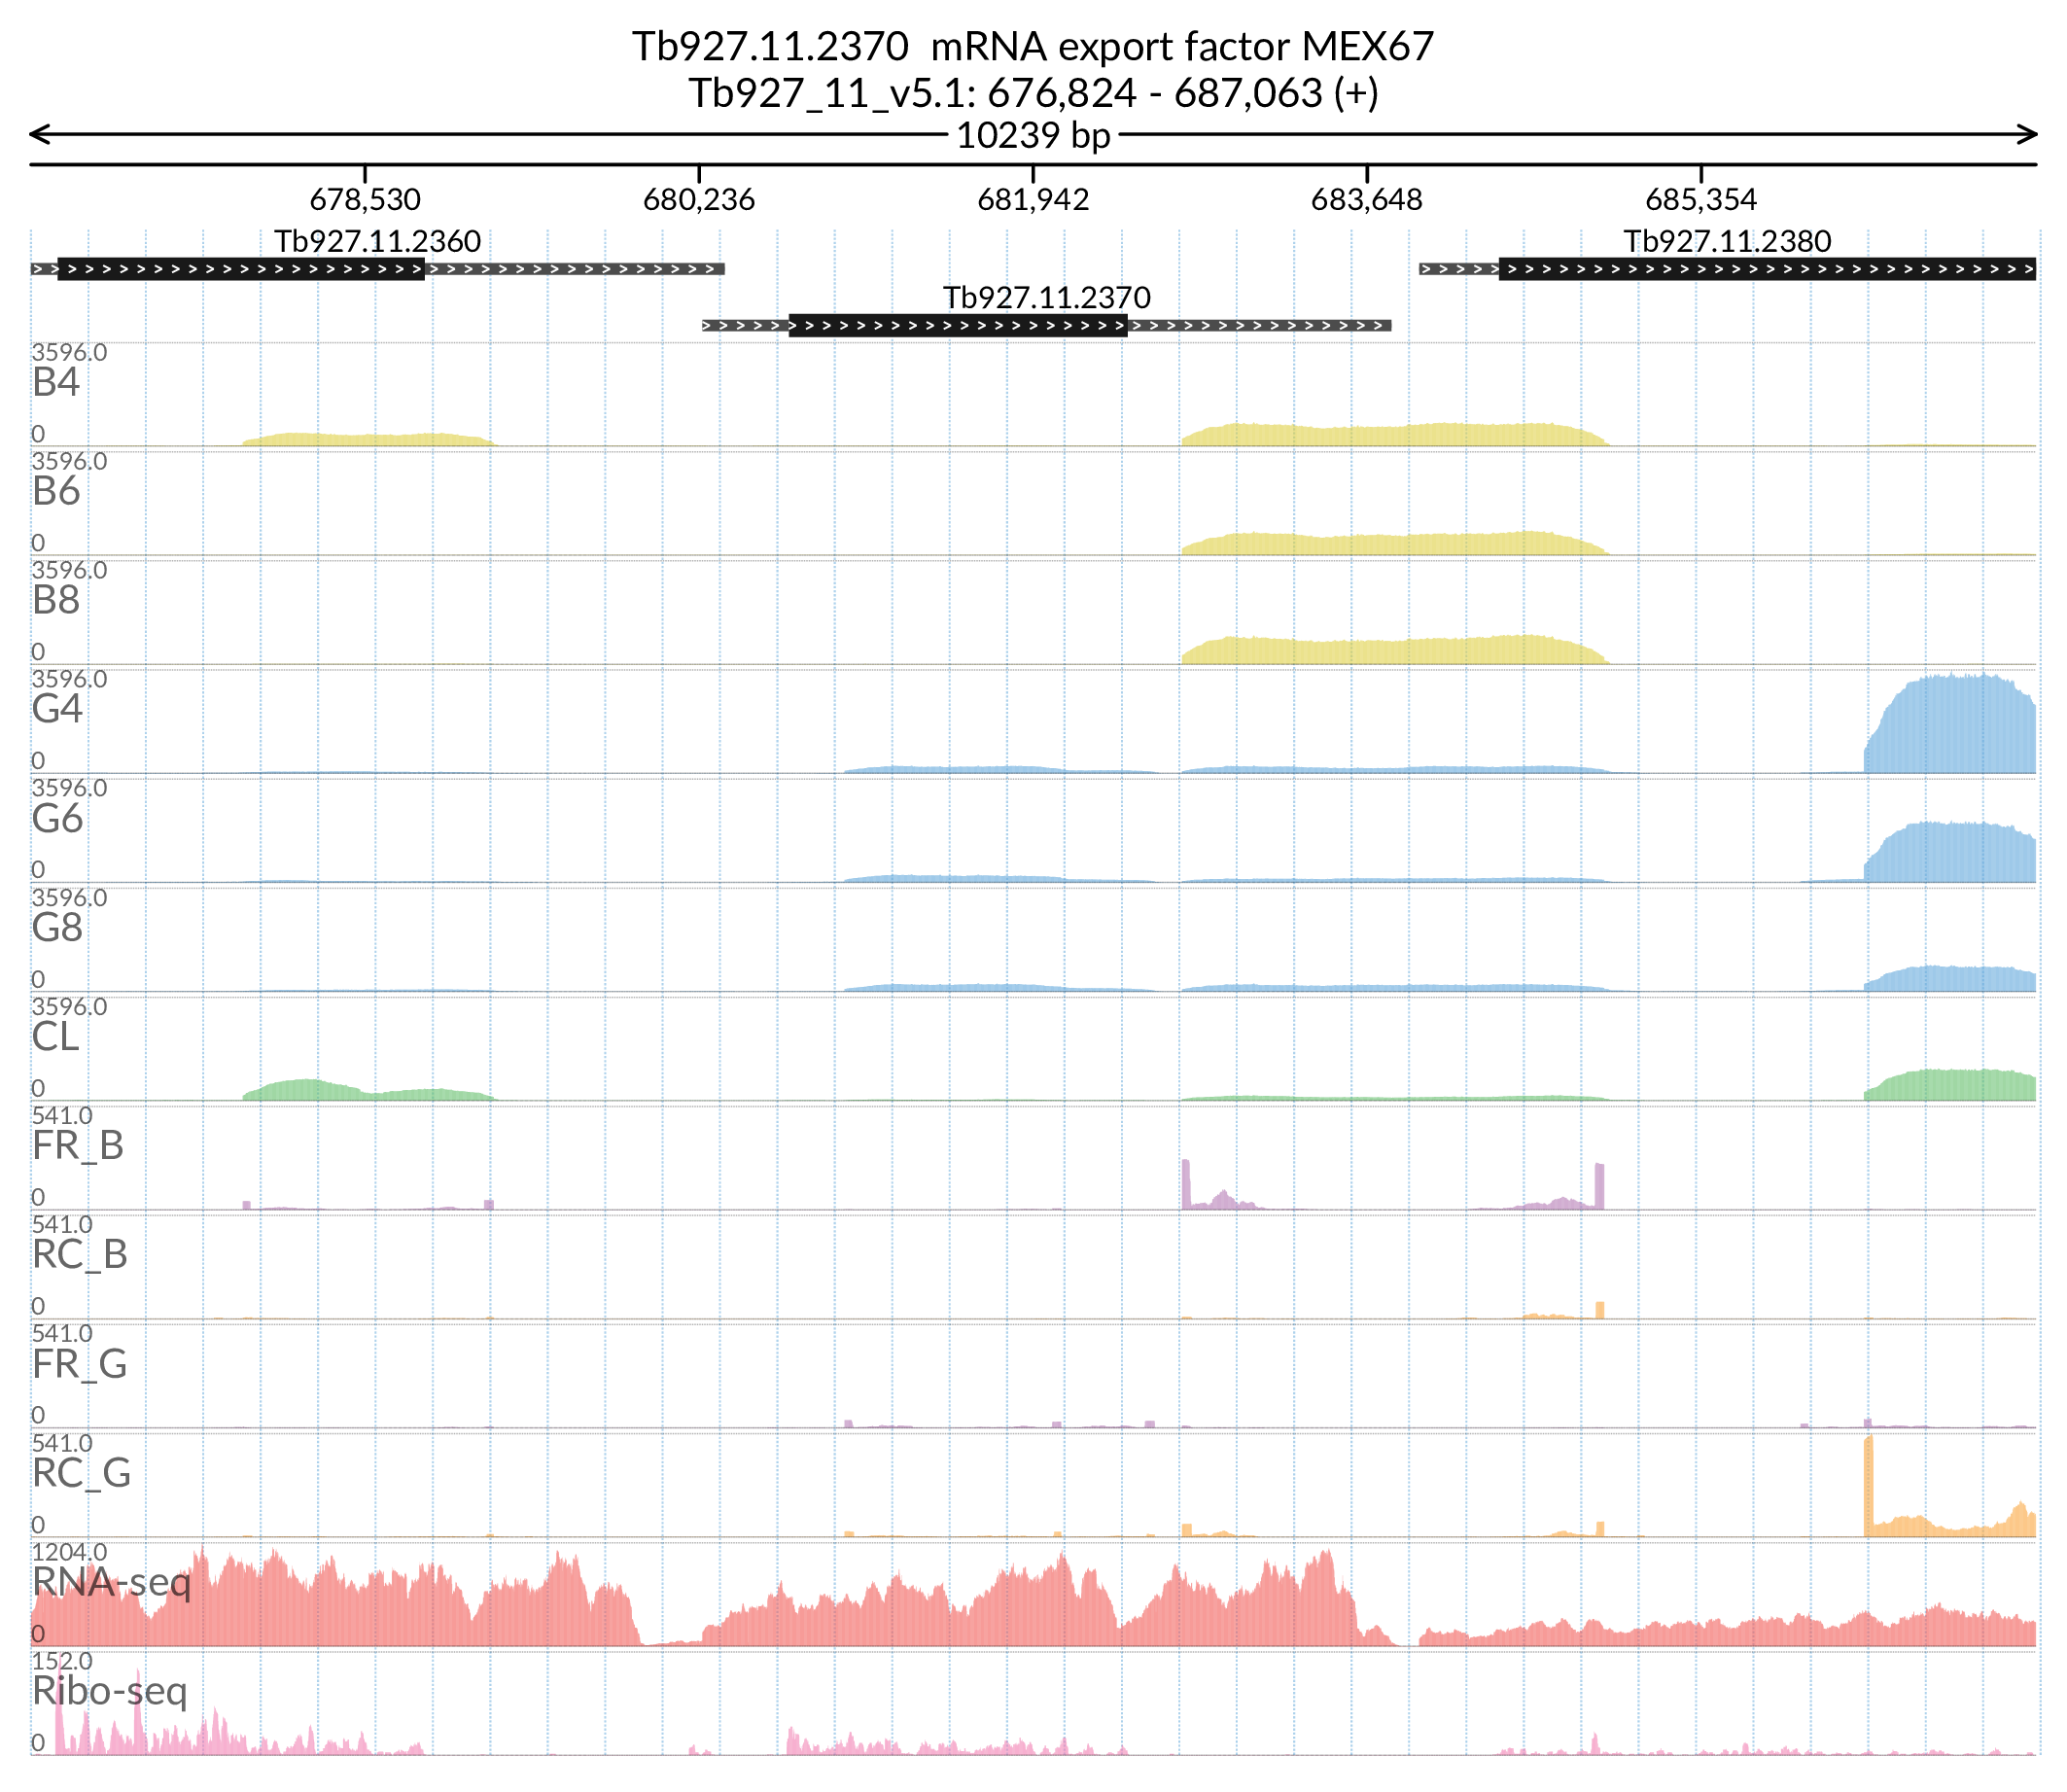 Tb927.11.2370  mRNA export factor MEX67
Tb927_11_v5.1: 676,824 - 687,063 (+)
10239 bp
678,530 680,236 681,942 683,648 685,354
Tb927.11.2360 Tb927.11.2380
Tb927.11.2370
3596.0
B4
0
3596.0
B6
0
3596.0
B8
0
3596.0
G4
0
3596.0
G6
0
3596.0
G8
0
3596.0
CL
0
541.0
FR_B
0
541.0
RC_B
0
541.0
FR_G
0
541.0
RC_G
0
1204.0
RNA-seq
0
152.0
Ribo-seq
0